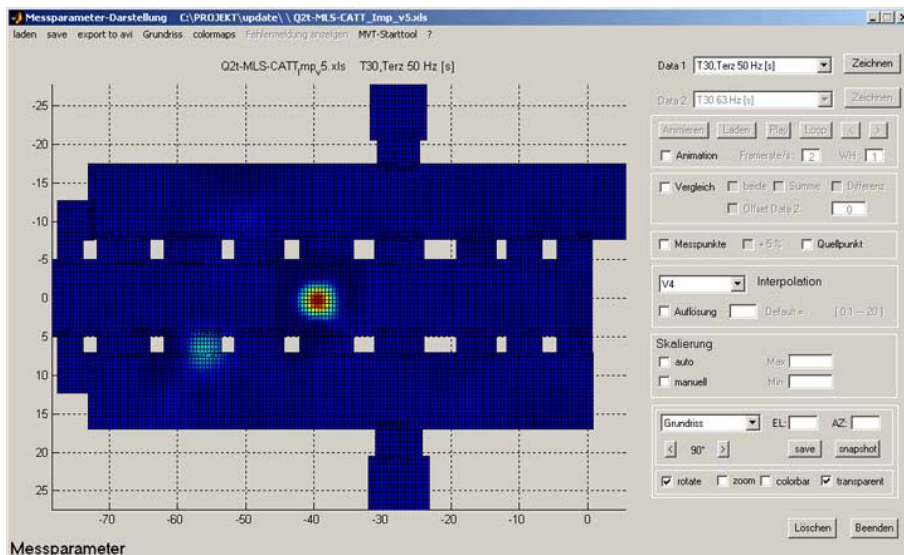 Messparameter-Darstellung C:\PROJEKT\update\ \ Q2t-MLS-CATT_Imp_v5.xls
laden save export to avi Grundriss colormaps Fehlermeldung anzeigen MVT-Starttool ?
Q2t-MLS-CATT_Imp_v5.xls T30,Terz 50 Hz [s]
-25
-20
-15
-10
-5
0
5
10
15
20
25
-70 -60 -50 -40 -30 -20 -10 0
Messparameter
Data 1 T30,Terz 50 Hz [s] Zeichnen
Data 2 T30 63 Hz [s] Zeichnen
Animieren Laden Play Loop < >
Animation Framerate/s : 2 WH : 1
Vergleich beide Summe Differenz
Offset Data 2: 0
Messpunkte + 5 % Quellpunkt
V4 Interpolation
Auflösung Default = [ 0.1 -- 20 ]
Skalierung
auto Max
manuell Min
Grundriss EL: AZ:
< 90° > save snapshot
rotate zoom colorbar transparent
Löschen Beenden